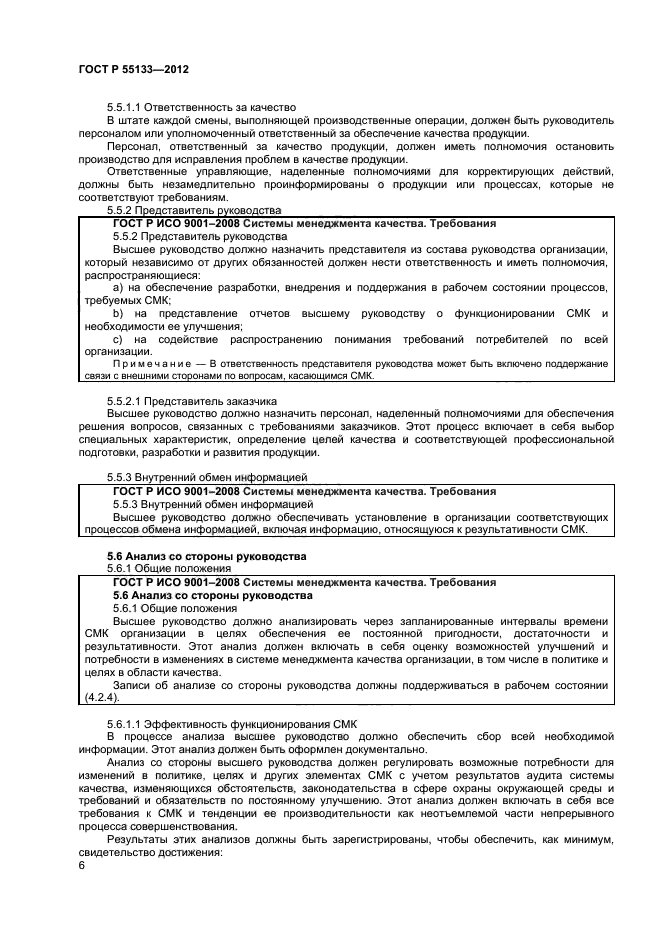 ГОСТ Р 55133—2012
5.5.1.1 Ответственность за качество
В штате каждой смены, выполняющей производственные операции, должен быть руководитель
персоналом или уполномоченный ответственный за обеспечение качества продукции.
Персонал, ответственный за качество продукции, должен иметь полномочия остановить
производство для исправления проблем в качестве продукции.
Ответственные управляющие, наделенные полномочиями для корректирующих действий,
должны быть незамедлительно проинформированы о продукции или процессах, которые не
соответствуют требованиям.
5.5.2 Представитель руководства
ГОСТ Р ИСО 9001–2008 Системы менеджмента качества. Требования
5.5.2 Представитель руководства
Высшее руководство должно назначить представителя из состава руководства организации,
который независимо от других обязанностей должен нести ответственность и иметь полномочия,
распространяющиеся:
a) на обеспечение разработки, внедрения и поддержания в рабочем состоянии процессов,
требуемых СМК;
b) на представление отчетов высшему руководству о функционировании СМК и
необходимости ее улучшения;
c) на содействие распространению понимания требований потребителей по всей
организации.
Примечание — В ответственность представителя руководства может быть включено поддержание
связи с внешними сторонами по вопросам, касающимся СМК.
5.5.2.1 Представитель заказчика
Высшее руководство должно назначить персонал, наделенный полномочиями для обеспечения
решения вопросов, связанных с требованиями заказчиков. Этот процесс включает в себя выбор
специальных характеристик, определение целей качества и соответствующей профессиональной
подготовки, разработки и развития продукции.
5.5.3 Внутренний обмен информацией
ГОСТ Р ИСО 9001–2008 Системы менеджмента качества. Требования
5.5.3 Внутренний обмен информацией
Высшее руководство должно обеспечивать установление в организации соответствующих
процессов обмена информацией, включая информацию, относящуюся к результативности СМК.
5.6 Анализ со стороны руководства
5.6.1 Общие положения
ГОСТ Р ИСО 9001–2008 Системы менеджмента качества. Требования
5.6 Анализ со стороны руководства
5.6.1 Общие положения
Высшее руководство должно анализировать через запланированные интервалы времени
СМК организации в целях обеспечения ее постоянной пригодности, достаточности и
результативности. Этот анализ должен включать в себя оценку возможностей улучшений и
потребности в изменениях в системе менеджмента качества организации, в том числе в политике и
целях в области качества.
Записи об анализе со стороны руководства должны поддерживаться в рабочем состоянии
(4.2.4).
5.6.1.1 Эффективность функционирования СМК
В процессе анализа высшее руководство должно обеспечить сбор всей необходимой
информации. Этот анализ должен быть оформлен документально.
Анализ со стороны высшего руководства должен регулировать возможные потребности для
изменений в политике, целях и других элементах СМК с учетом результатов аудита системы
качества, изменяющихся обстоятельств, законодательства в сфере охраны окружающей среды и
требований и обязательств по постоянному улучшению. Этот анализ должен включать в себя все
требования к СМК и тенденции ее производительности как неотъемлемой части непрерывного
процесса совершенствования.
Результаты этих анализов должны быть зарегистрированы, чтобы обеспечить, как минимум,
свидетельство достижения:
6